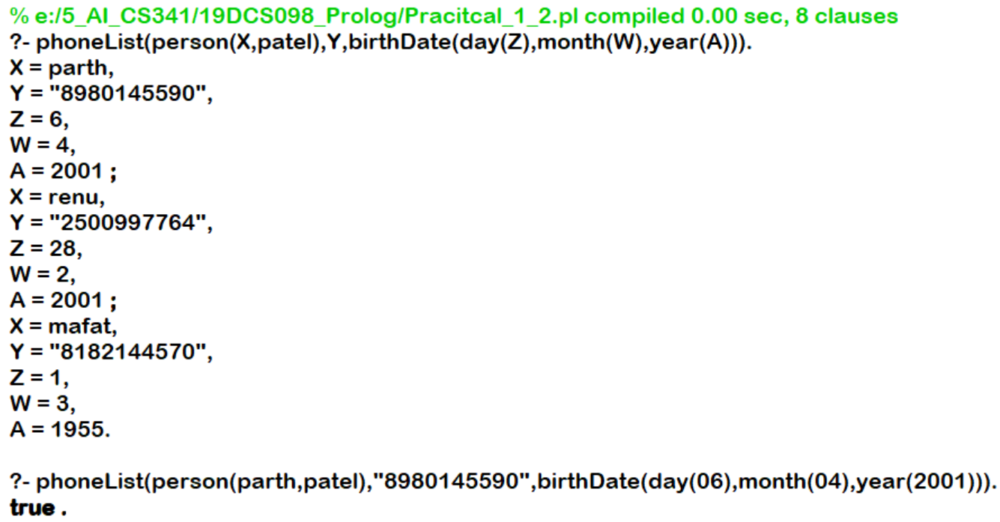 % e:/5_AI_CS341/19DCS098_Prolog/Pracitcal_1_2.pl compiled 0.00 sec, 8 clauses
?- phoneList(person(X,patel),Y,birthDate(day(Z),month(W),year(A))).
X = parth,
Y = "8980145590",
Z = 6,
W = 4,
A = 2001 ;
X = renu,
Y = "2500997764",
Z = 28,
W = 2,
A = 2001 ;
X = mafat,
Y = "8182144570",
Z = 1,
W = 3,
A = 1955.
?- phoneList(person(parth,patel),"8980145590",birthDate(day(06),month(04),year(2001))).
true .